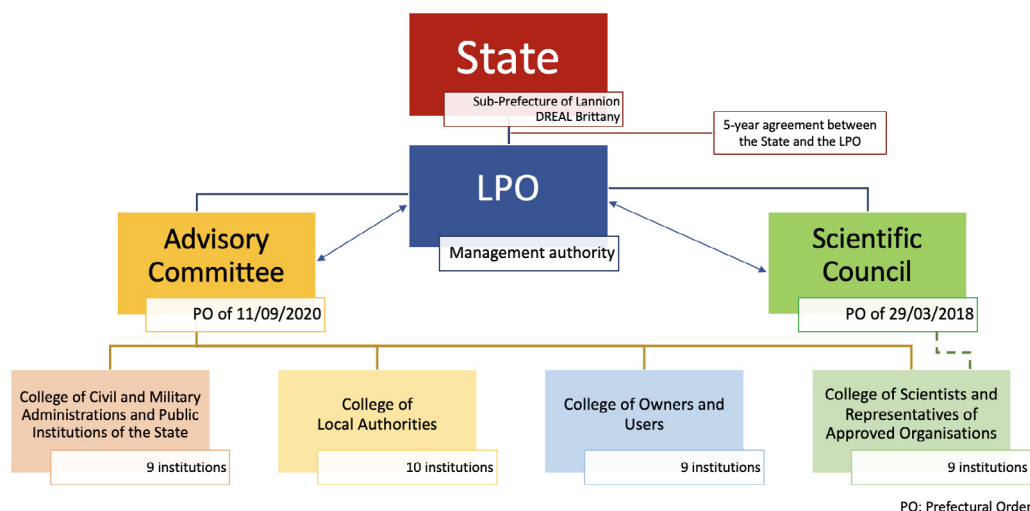 State
Sub-Prefecture of Lannion
DREAL Brittany
5-year agreement between
the State and the LPO
LPO
Management authority
Advisory
Committee
PO of 11/09/2020
Scientific
Council
PO of 29/03/2018
College of Civil and Military
Administrations and Public
Institutions of the State
9 institutions
College of
Local Authorities
10 institutions
College of Owners and
Users
9 institutions
College of Scientists and
Representatives of
Approved Organisations
9 institutions
PO: Prefectural Order